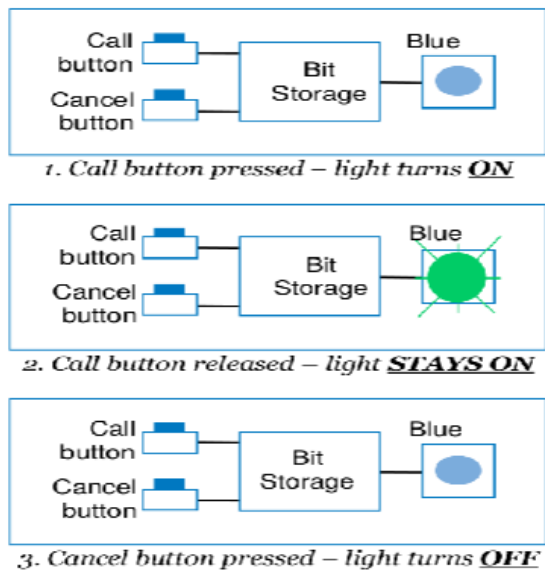 Call
button
Cancel
button
Bit
Storage
Blue
1. Call button pressed – light turns ON
Call
button
Cancel
button
Bit
Storage
Blue
2. Call button released – light STAYS ON
Call
button
Cancel
button
Bit
Storage
Blue
3. Cancel button pressed – light turns OFF